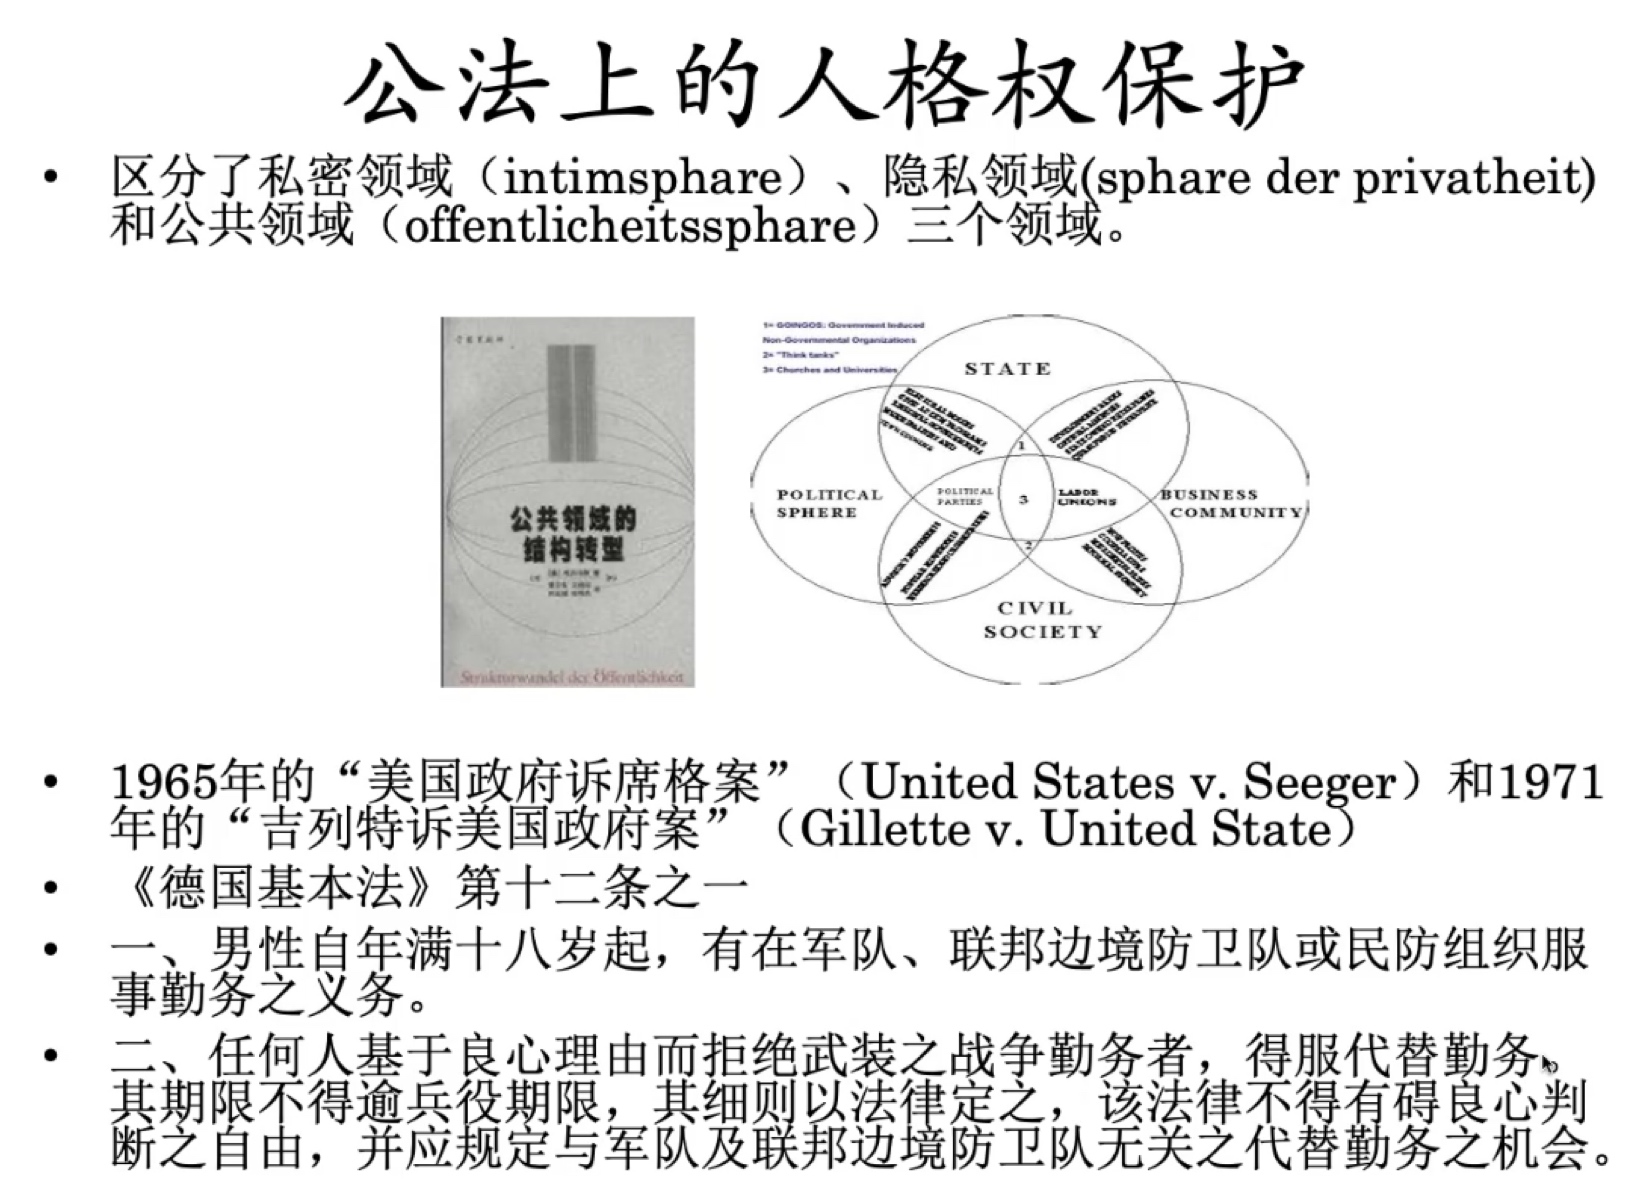 公法上的人格权保护
• 区分了私密领域（intimsphare）、隐私领域(sphare der privatheit)
和公共领域（offentlicheitssphare）三个领域。
公共领域的
结构转型
Strukturwandel der Öffentlichkeit
1= GOINGOS: Government Induced
Non-Governmental Organizations
2= "Think tanks"
3= Churches and Universities
STATE
1
POLITICAL
SPHERE
POLITICAL
PARTIES
3
LABOR
UNIONS
BUSINESS
COMMUNITY
2
CIVIL
SOCIETY
• 1965年的“美国政府诉席格案”（United States v. Seeger）和1971
年的“吉列特诉美国政府案”（Gillette v. United State）
• 《德国基本法》第十二条之一
• 一、男性自年满十八岁起，有在军队、联邦边境防卫队或民防组织服
事勤务之义务。
• 二、任何人基于良心理由而拒绝武装之战争勤务者，得服代替勤务。
其期限不得逾兵役期限，其细则以法律定之，该法律不得有碍良心判
断之自由，并应规定与军队及联邦边境防卫队无关之代替勤务之机会。